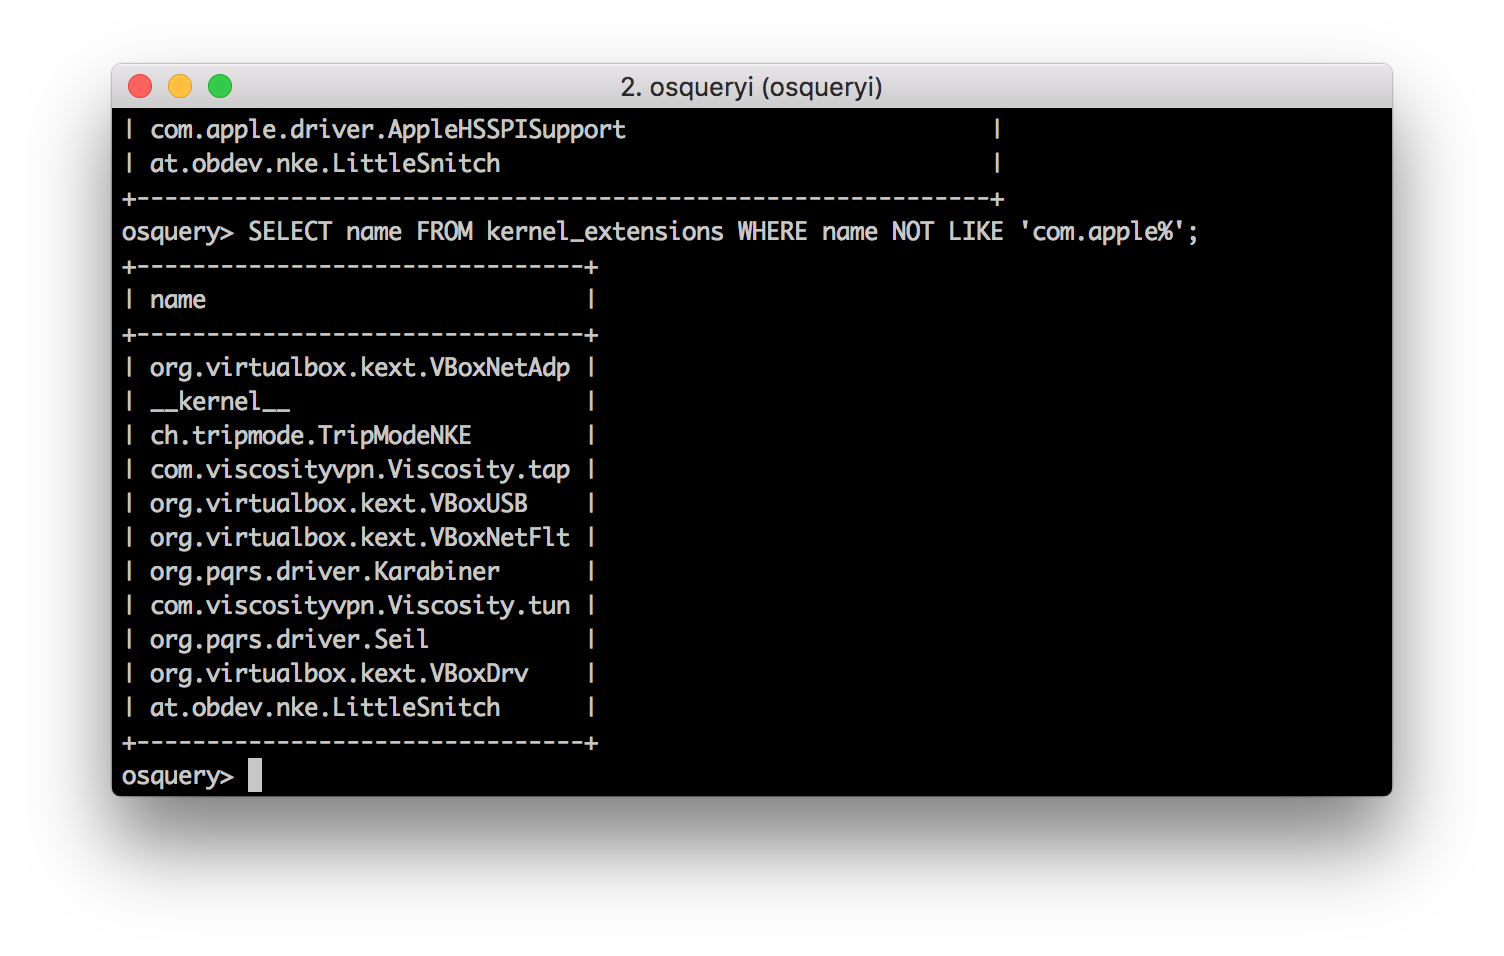 2. osqueryi (osqueryi)
| com.apple.driver.AppleHSSPISupport                          |
| at.obdev.nke.LittleSnitch                                   |
+-------------------------------------------------------------+
osquery> SELECT name FROM kernel_extensions WHERE name NOT LIKE 'com.apple%';
+--------------------------------+
| name                           |
+--------------------------------+
| org.virtualbox.kext.VBoxNetAdp |
| __kernel__                     |
| ch.tripmode.TripModeNKE        |
| com.viscosityvpn.Viscosity.tap |
| org.virtualbox.kext.VBoxUSB    |
| org.virtualbox.kext.VBoxNetFlt |
| org.pqrs.driver.Karabiner      |
| com.viscosityvpn.Viscosity.tun |
| org.pqrs.driver.Seil           |
| org.virtualbox.kext.VBoxDrv    |
| at.obdev.nke.LittleSnitch      |
+--------------------------------+
osquery>